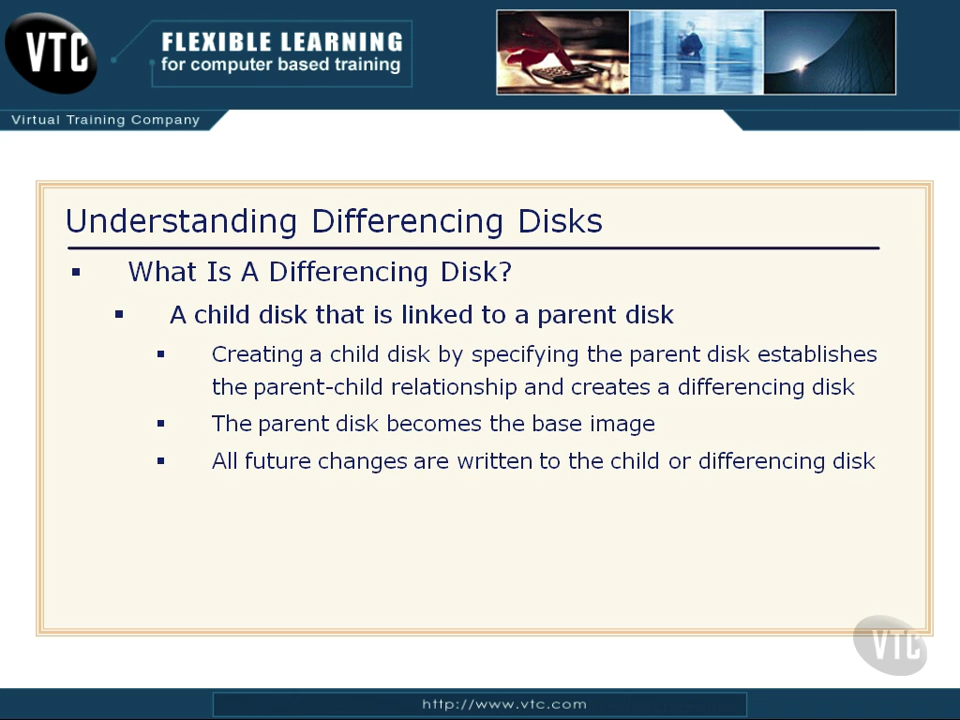 VTC
FLEXIBLE LEARNING
for computer based training
Virtual Training Company
Understanding Differencing Disks
▪ What Is A Differencing Disk?
▪ A child disk that is linked to a parent disk
▪ Creating a child disk by specifying the parent disk establishes
the parent-child relationship and creates a differencing disk
▪ The parent disk becomes the base image
▪ All future changes are written to the child or differencing disk
VTC
http://www.vtc.com